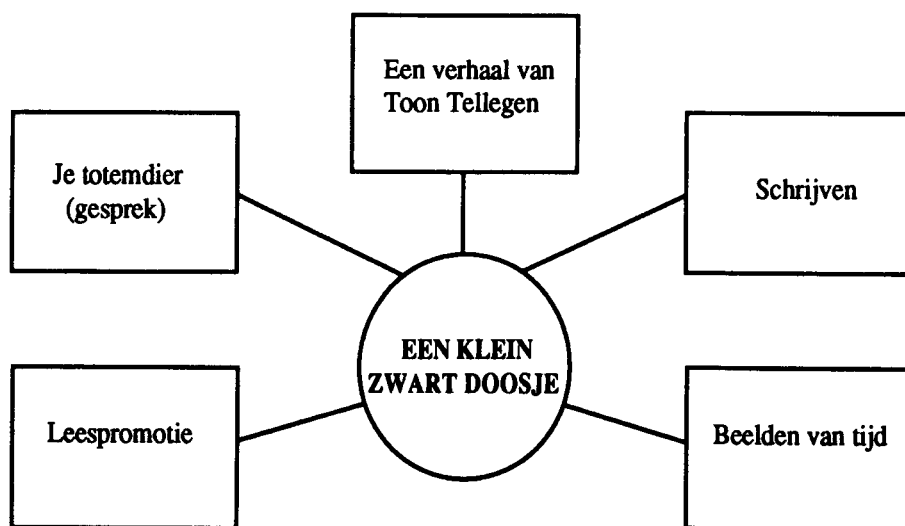 Een verhaal van
Toon Tellegen
Je totemdier
(gesprek)
Schrijven
EEN KLEIN
ZWART DOOSJE
Leespromotie
Beelden van tijd